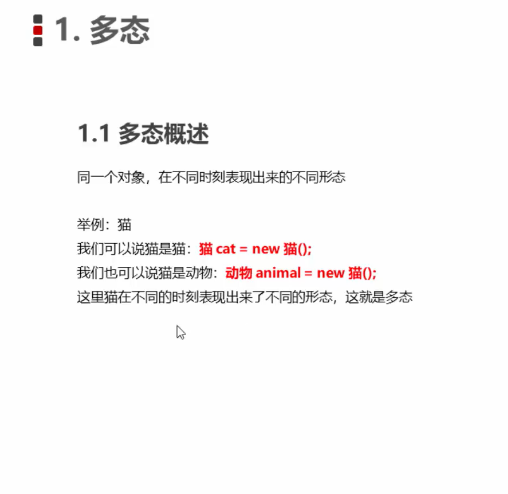 1. 多态
1.1 多态概述
同一个对象，在不同时刻表现出来的不同形态
举例：猫
我们可以说猫是猫：猫 cat = new 猫();
我们也可以说猫是动物：动物 animal = new 猫();
这里猫在不同的时刻表现出来了不同的形态，这就是多态